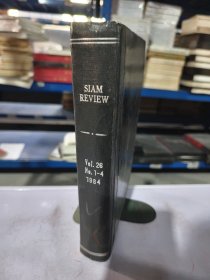 SIAM
REVIEW
Vol. 26
No. 1-4
1984